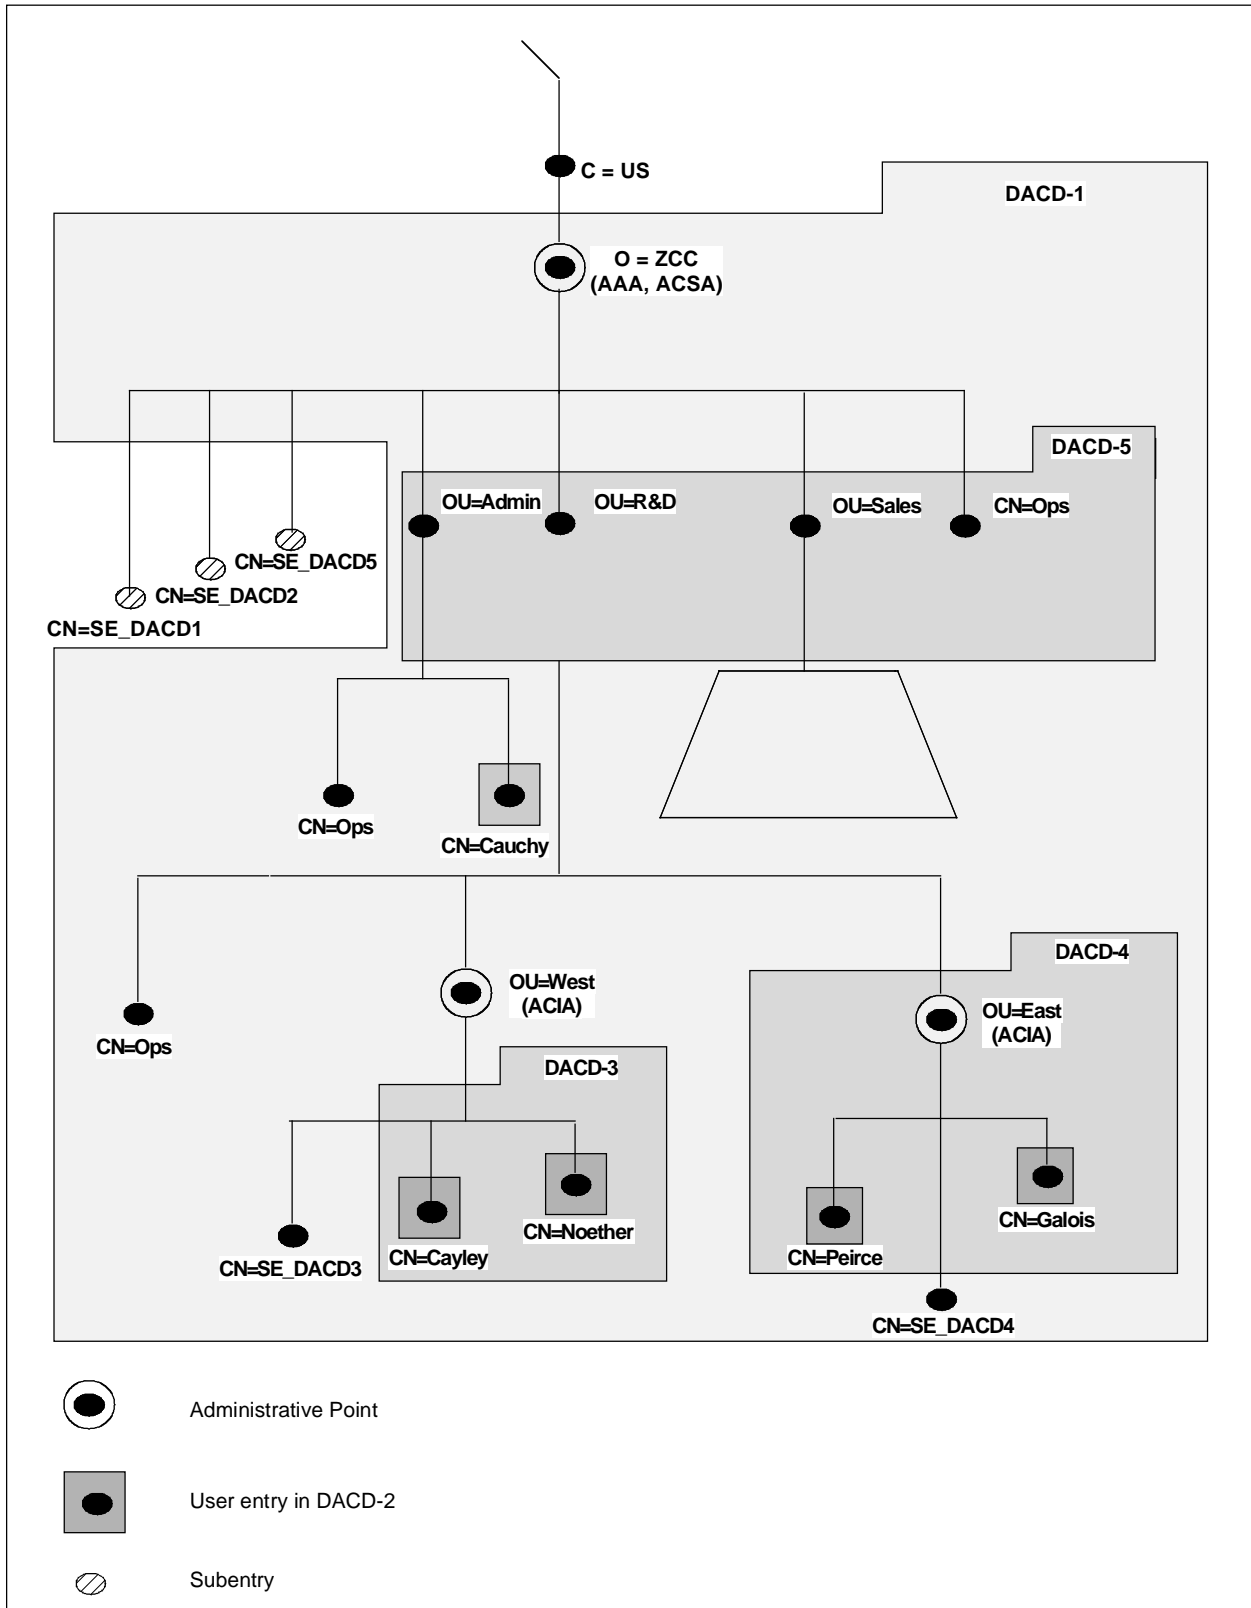 C = US
DACD-1
O = ZCC
(AAA, ACSA)
DACD-5
OU=Admin
OU=R&D
OU=Sales
CN=Ops
CN=SE_DACD5
CN=SE_DACD2
CN=SE_DACD1
CN=Ops
CN=Cauchy
DACD-4
OU=West
(ACIA)
OU=East
(ACIA)
CN=Ops
DACD-3
CN=Galois
CN=Noether
CN=Cayley
CN=Peirce
CN=SE_DACD3
CN=SE_DACD4
Administrative Point
User entry in DACD-2
Subentry